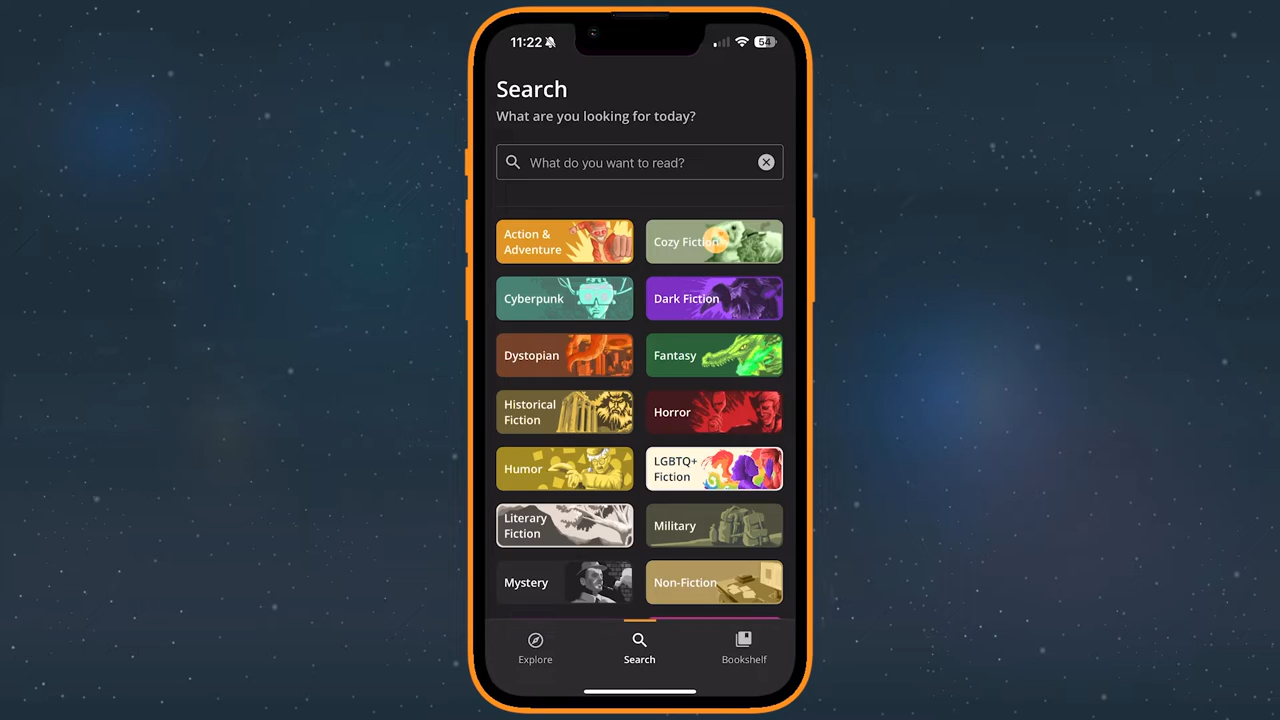 11:22
54
Search
What are you looking for today?
What do you want to read?
Action &
Adventure
Cozy Fiction
Cyberpunk
Dark Fiction
Dystopian
Fantasy
Historical
Fiction
Horror
Humor
LGBTQ+
Fiction
Literary
Fiction
Military
Mystery
Non-Fiction
Explore
Search
Bookshelf